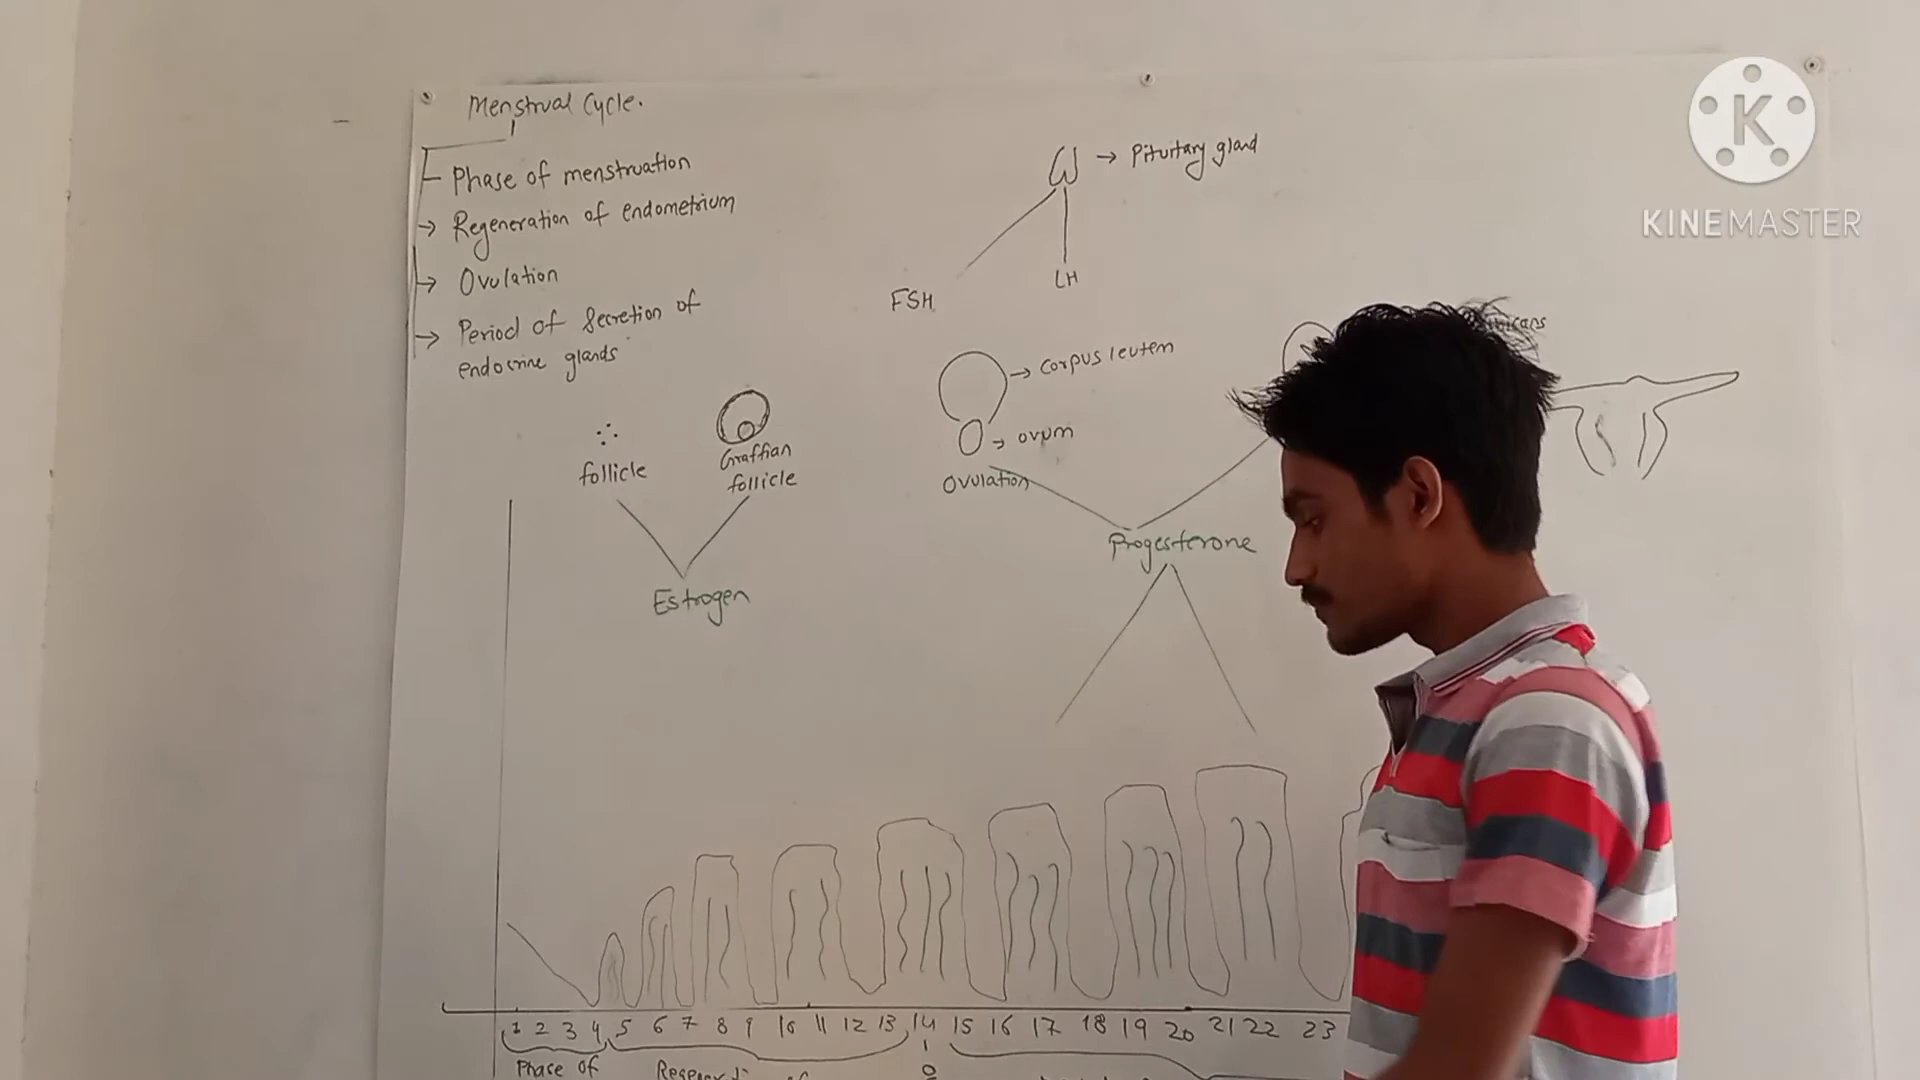 Menstrual Cycle.
Phase of menstruation
→ Regeneration of endometrium
→ Ovulation
→ Period of Secretion of
endocrine glands
→ Pituitary gland
FSH
LH
→ Corpus leutem
→ ovum
Ovulation
follicle
Graffian
follicle
Estrogen
Progesterone
1 2 3 4 5 6 7 8 9 10 11 12 13 14 15 16 17 18 19 20 21 22 23
Phase of
K
KINEMASTER